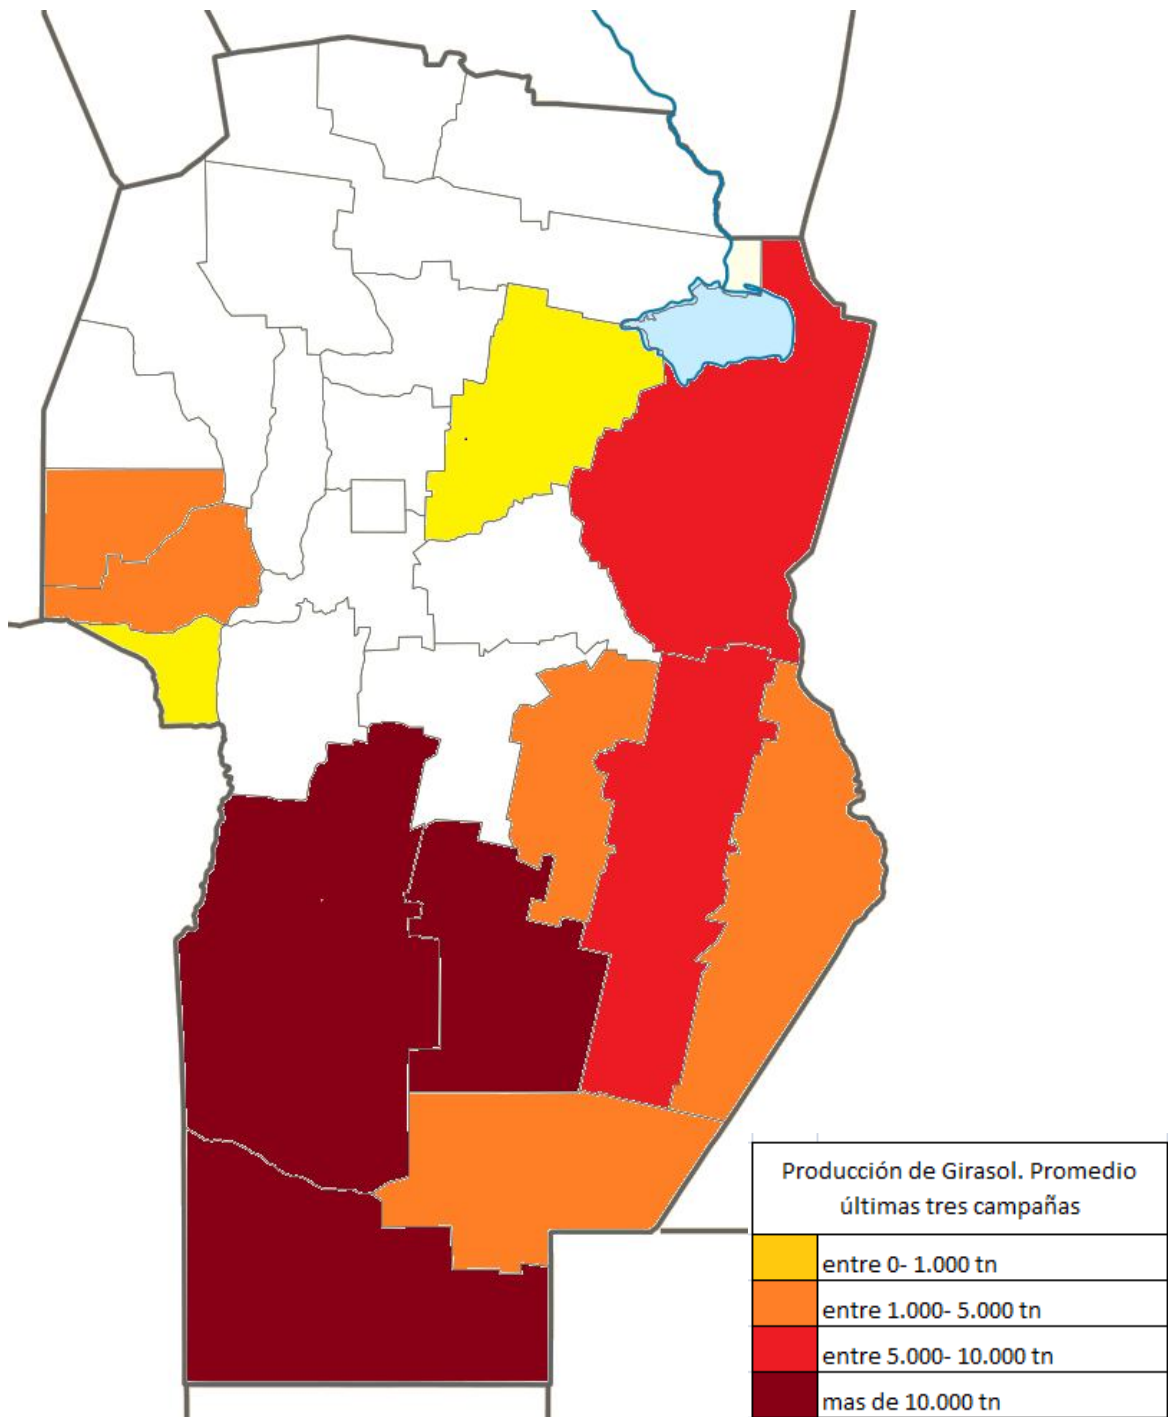 Producción de Girasol. Promedio
últimas tres campañas
entre 0- 1.000 tn
entre 1.000- 5.000 tn
entre 5.000- 10.000 tn
mas de 10.000 tn